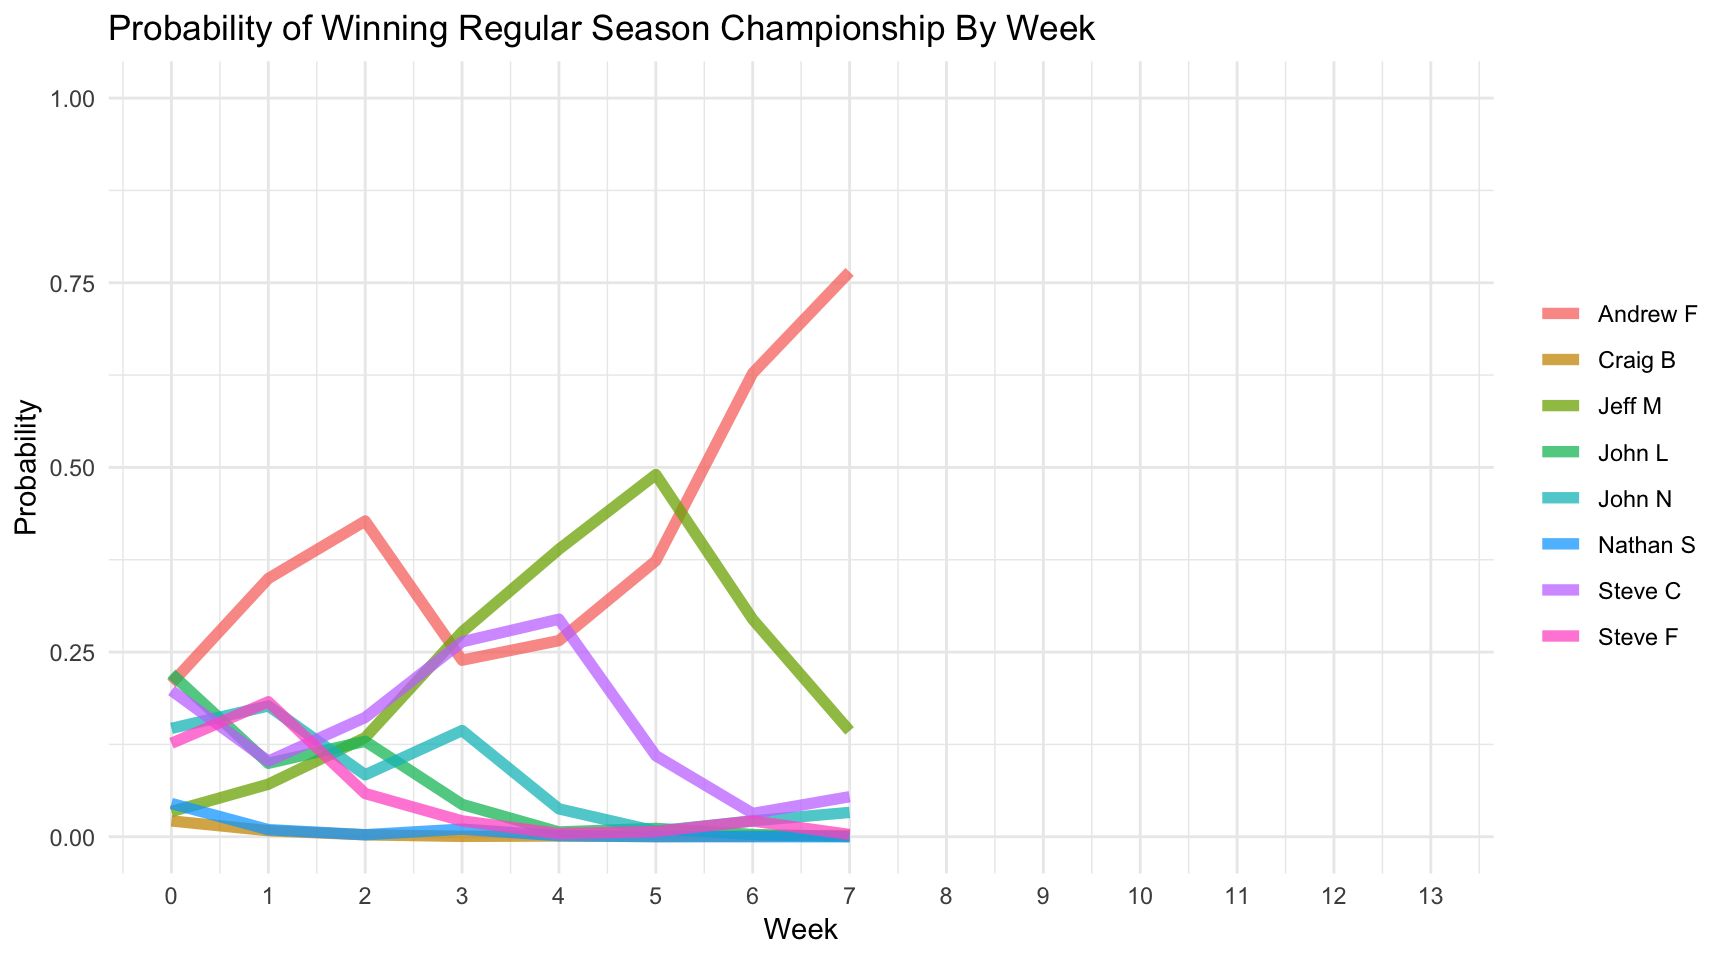 Probability of Winning Regular Season Championship By Week
1.00
0.75
0.50
0.25
0.00
Probability
0 1 2 3 4 5 6 7 8 9 10 11 12 13
Week
Andrew F
Craig B
Jeff M
John L
John N
Nathan S
Steve C
Steve F